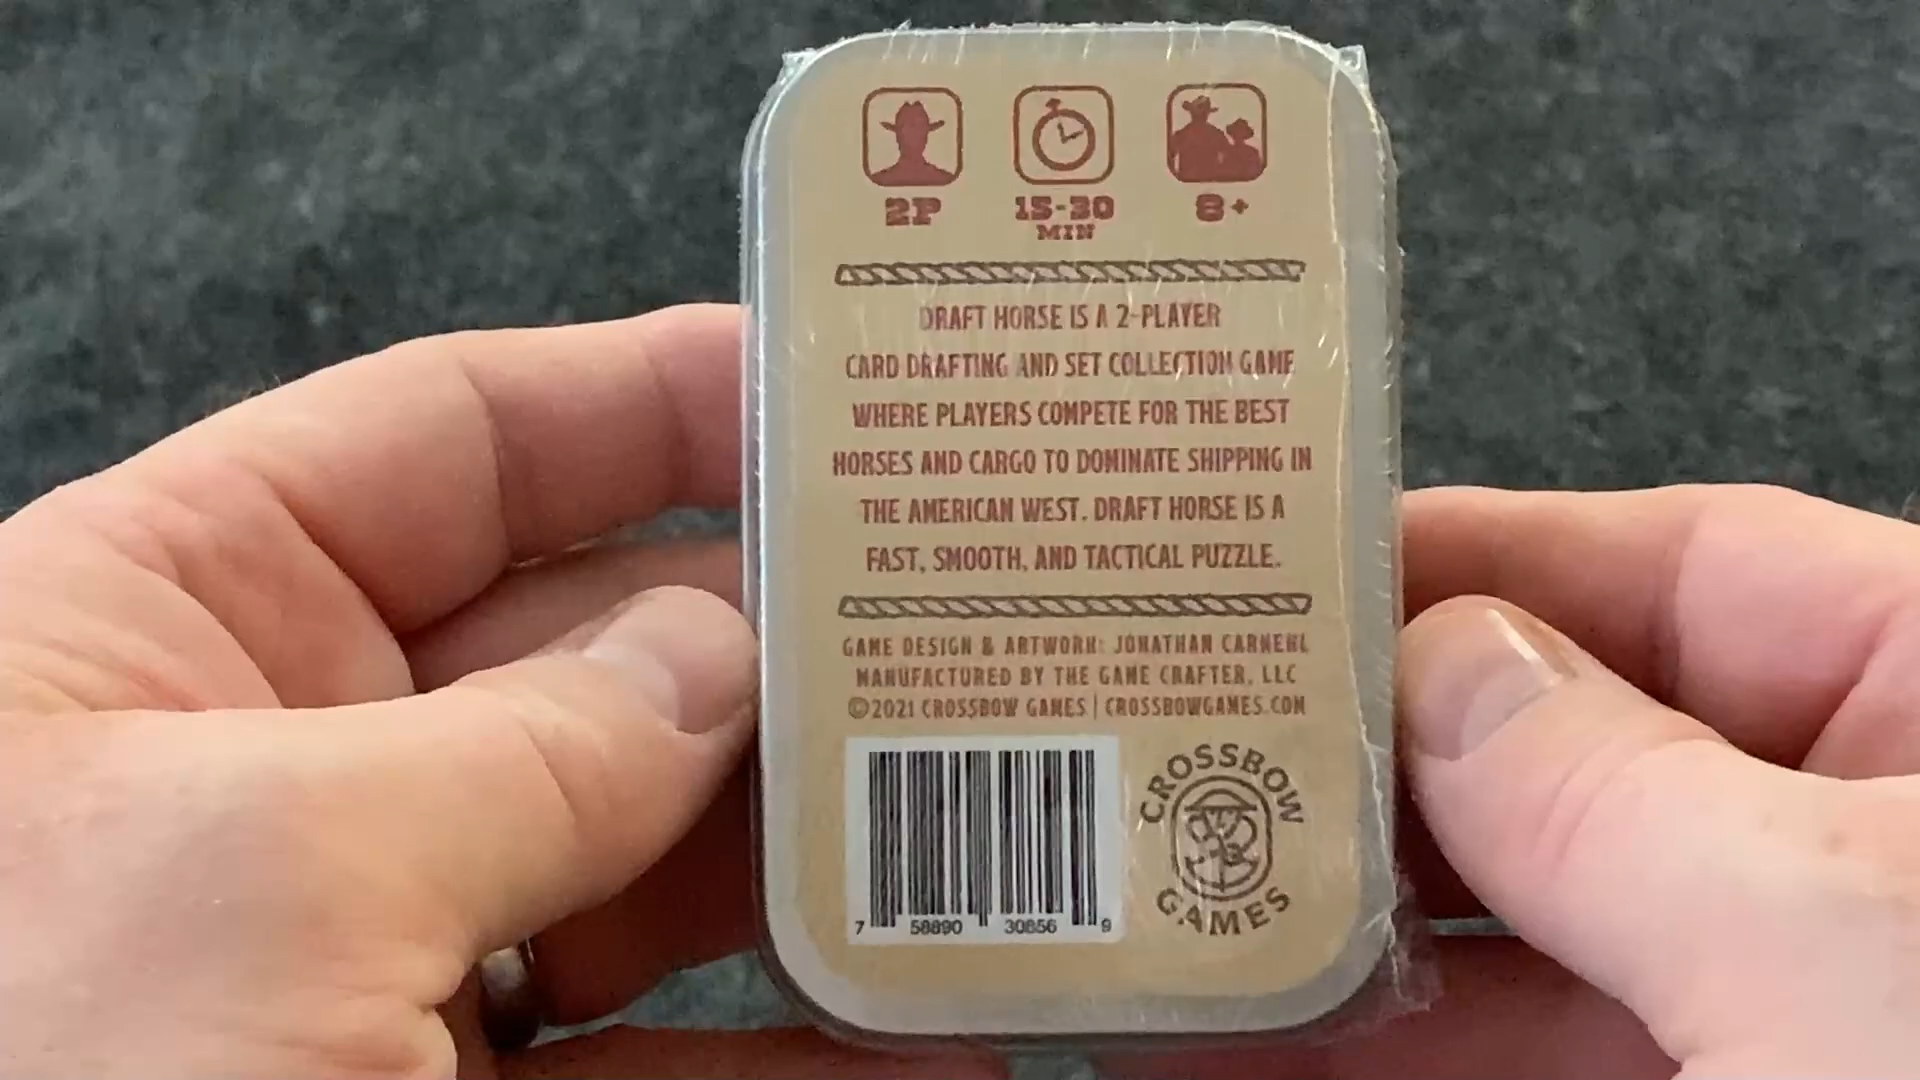 2P
15-30
MIN
8+
DRAFT HORSE IS A 2-PLAYER
CARD DRAFTING AND SET COLLECTION GAME
WHERE PLAYERS COMPETE FOR THE BEST
HORSES AND CARGO TO DOMINATE SHIPPING IN
THE AMERICAN WEST. DRAFT HORSE IS A
FAST, SMOOTH, AND TACTICAL PUZZLE.
GAME DESIGN & ARTWORK: JONATHAN CARNEHL
MANUFACTURED BY THE GAME CRAFTER, LLC
©2021 CROSSBOW GAMES | CROSSBOWGAMES.COM
CROSSBOW
GAMES
7 58890 30856 9